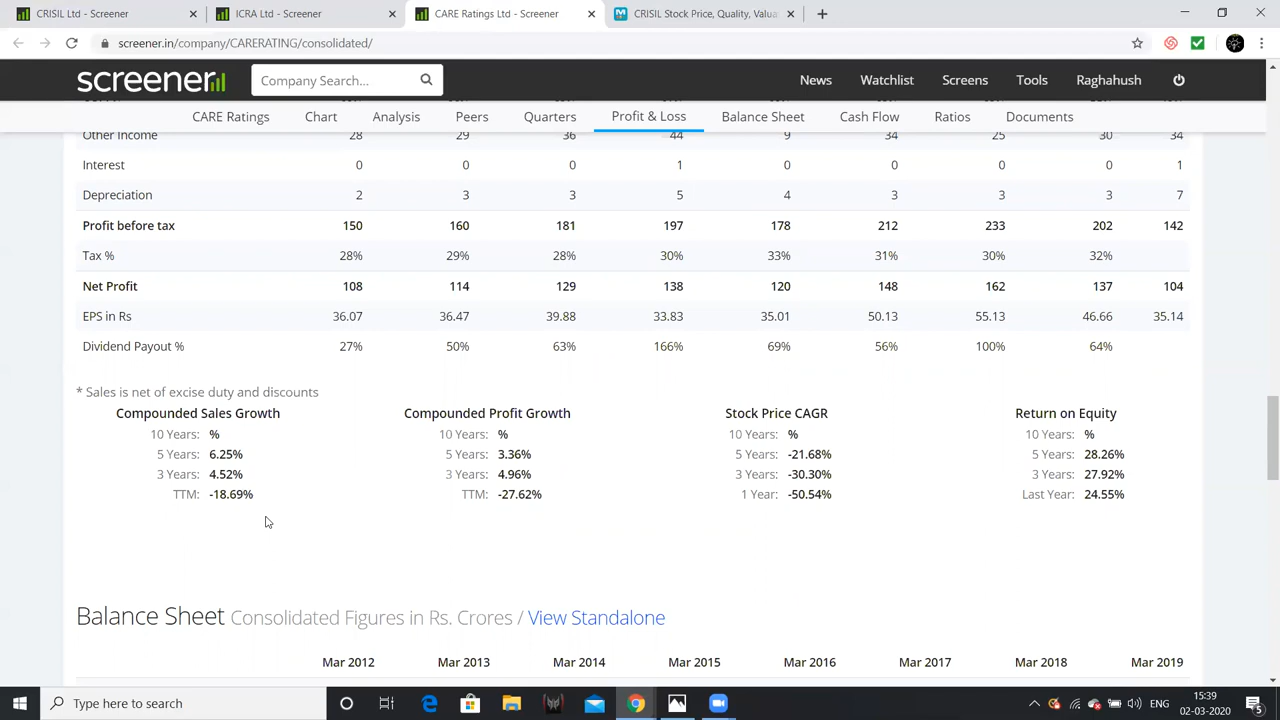 CRISIL Ltd - Screener
ICRA Ltd - Screener
CARE Ratings Ltd - Screener
CRISIL Stock Price, Quality, Valua
screener.in/company/CARERATING/consolidated/
screener
Company Search...
News
Watchlist
Screens
Tools
Raghahush
CARE Ratings
Chart
Analysis
Peers
Quarters
Profit & Loss
Balance Sheet
Cash Flow
Ratios
Documents
Other Income 28 29 36 44 9 34 25 30 34
Interest 0 0 0 1 0 0 0 0 1
Depreciation 2 3 3 5 4 3 3 3 7
Profit before tax 150 160 181 197 178 212 233 202 142
Tax % 28% 29% 28% 30% 33% 31% 30% 32%
Net Profit 108 114 129 138 120 148 162 137 104
EPS in Rs 36.07 36.47 39.88 33.83 35.01 50.13 55.13 46.66 35.14
Dividend Payout % 27% 50% 63% 166% 69% 56% 100% 64%
* Sales is net of excise duty and discounts
Compounded Sales Growth
10 Years: %
5 Years: 6.25%
3 Years: 4.52%
TTM: -18.69%
Compounded Profit Growth
10 Years: %
5 Years: 3.36%
3 Years: 4.96%
TTM: -27.62%
Stock Price CAGR
10 Years: %
5 Years: -21.68%
3 Years: -30.30%
1 Year: -50.54%
Return on Equity
10 Years: %
5 Years: 28.26%
3 Years: 27.92%
Last Year: 24.55%
Balance Sheet Consolidated Figures in Rs. Crores / View Standalone
Mar 2012 Mar 2013 Mar 2014 Mar 2015 Mar 2016 Mar 2017 Mar 2018 Mar 2019
Type here to search
ENG
15:39
02-03-2020
5